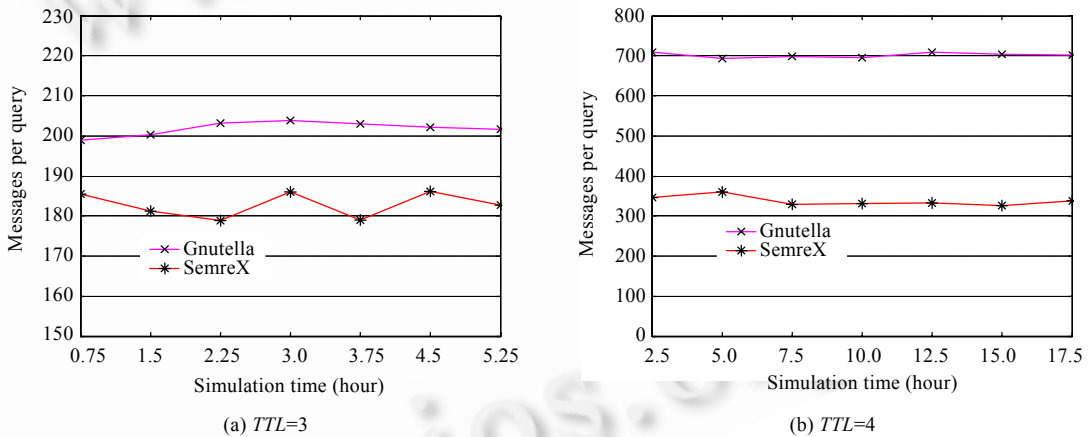 230
220
210
200
190
180
170
160
150
Messages per query
Gnutella
SemreX
0.75 1.5 2.25 3.0 3.75 4.5 5.25
Simulation time (hour)
(a) TTL=3
800
700
600
500
400
300
200
100
0
Messages per query
Gnutella
SemreX
2.5 5.0 7.5 10.0 12.5 15.0 17.5
Simulation time (hour)
(b) TTL=4